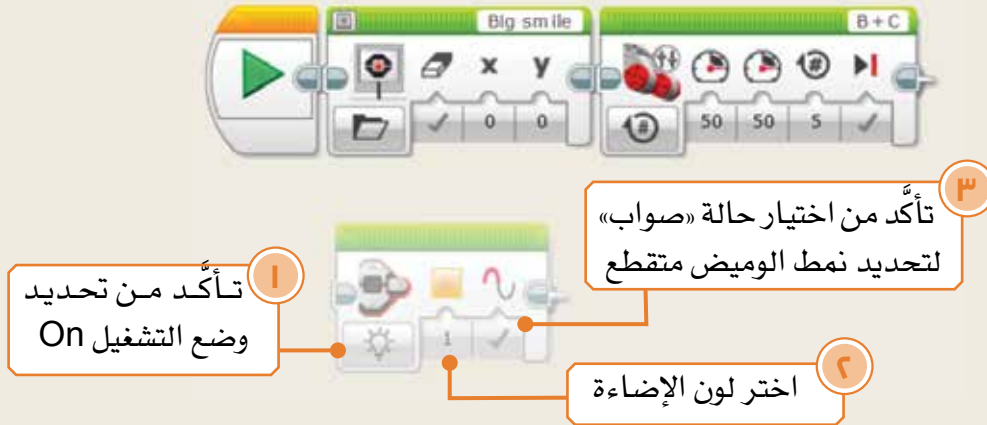 Big smile
B + C
x y
0 0
# 50 50 5
#
٣
تأكَّد من اختيار حالة «صواب»
لتحديد نمط الوميض متقطع
١
تـأكَّـد مـن تحديد
وضع التشغيل On
1
٢
اختر لون الإضاءة